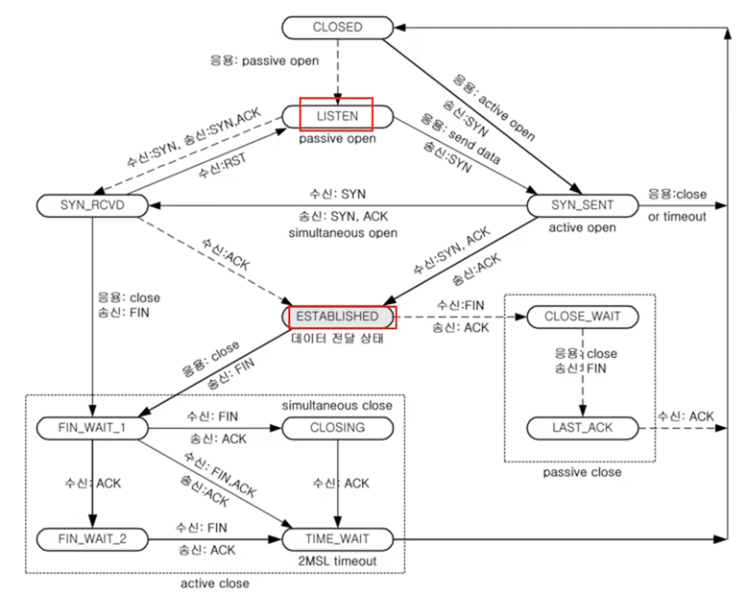 CLOSED
응용: passive open
응용: active open
송신:SYN
LISTEN
passive open
수신:SYN, 송신:SYN,ACK
수신:RST
응용: send data
송신:SYN
SYN_RCVD
수신: SYN
송신: SYN, ACK
simultaneous open
SYN_SENT
active open
응용:close
or timeout
수신:ACK
수신:SYN, ACK
송신:ACK
응용: close
송신: FIN
ESTABLISHED
데이터 전달 상태
수신:FIN
송신: ACK
CLOSE_WAIT
응용: close
송신: FIN
응용: close
송신: FIN
LAST_ACK
수신: ACK
passive close
simultaneous close
FIN_WAIT_1
수신: FIN
송신: ACK
CLOSING
수신: FIN,ACK
송신:ACK
수신: ACK
수신: ACK
FIN_WAIT_2
수신: FIN
송신: ACK
TIME_WAIT
2MSL timeout
active close